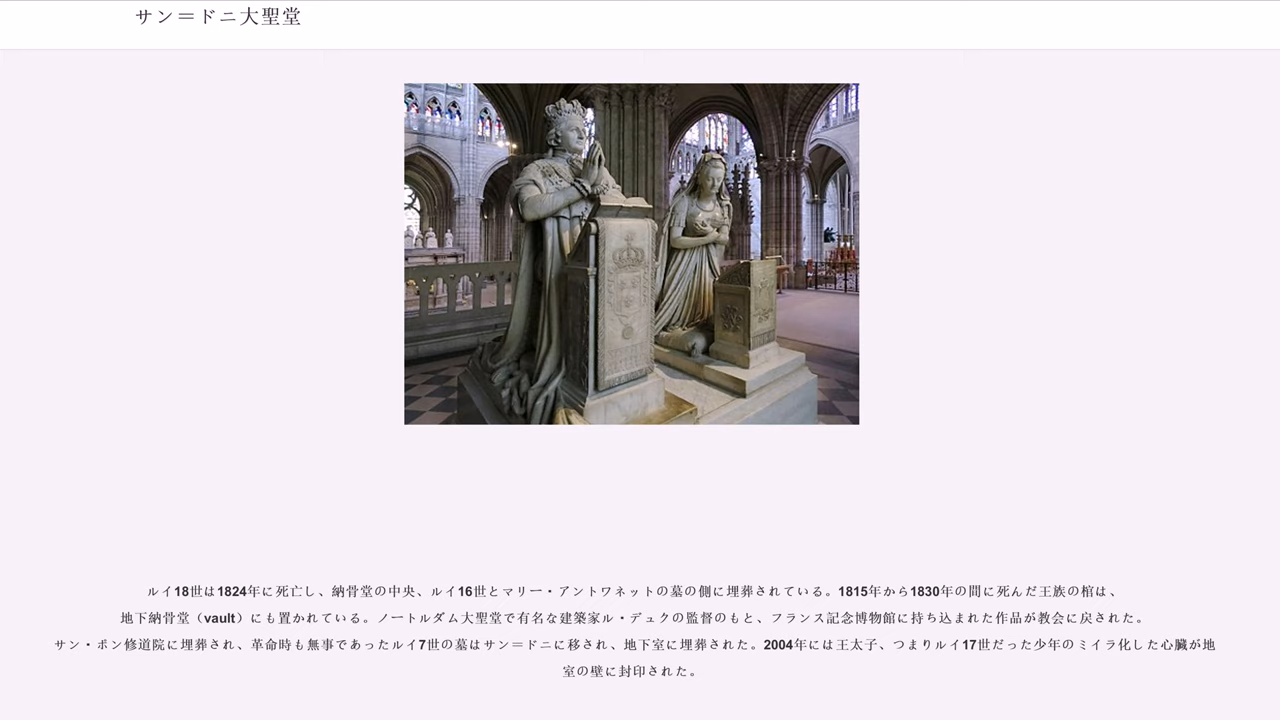 サン＝ドニ大聖堂
ルイ18世は1824年に死亡し、納骨堂の中央、ルイ16世とマリー・アントワネットの墓の側に埋葬されている。1815年から1830年の間に死んだ王族の棺は、
地下納骨堂（vault）にも置かれている。ノートルダム大聖堂で有名な建築家ル・デュクの監督のもと、フランス記念博物館に持ち込まれた作品が教会に戻された。
サン・ポン修道院に埋葬され、革命時も無事であったルイ7世の墓はサン＝ドニに移され、地下室に埋葬された。2004年には王太子、つまりルイ17世だった少年のミイラ化した心臓が地
室の壁に封印された。